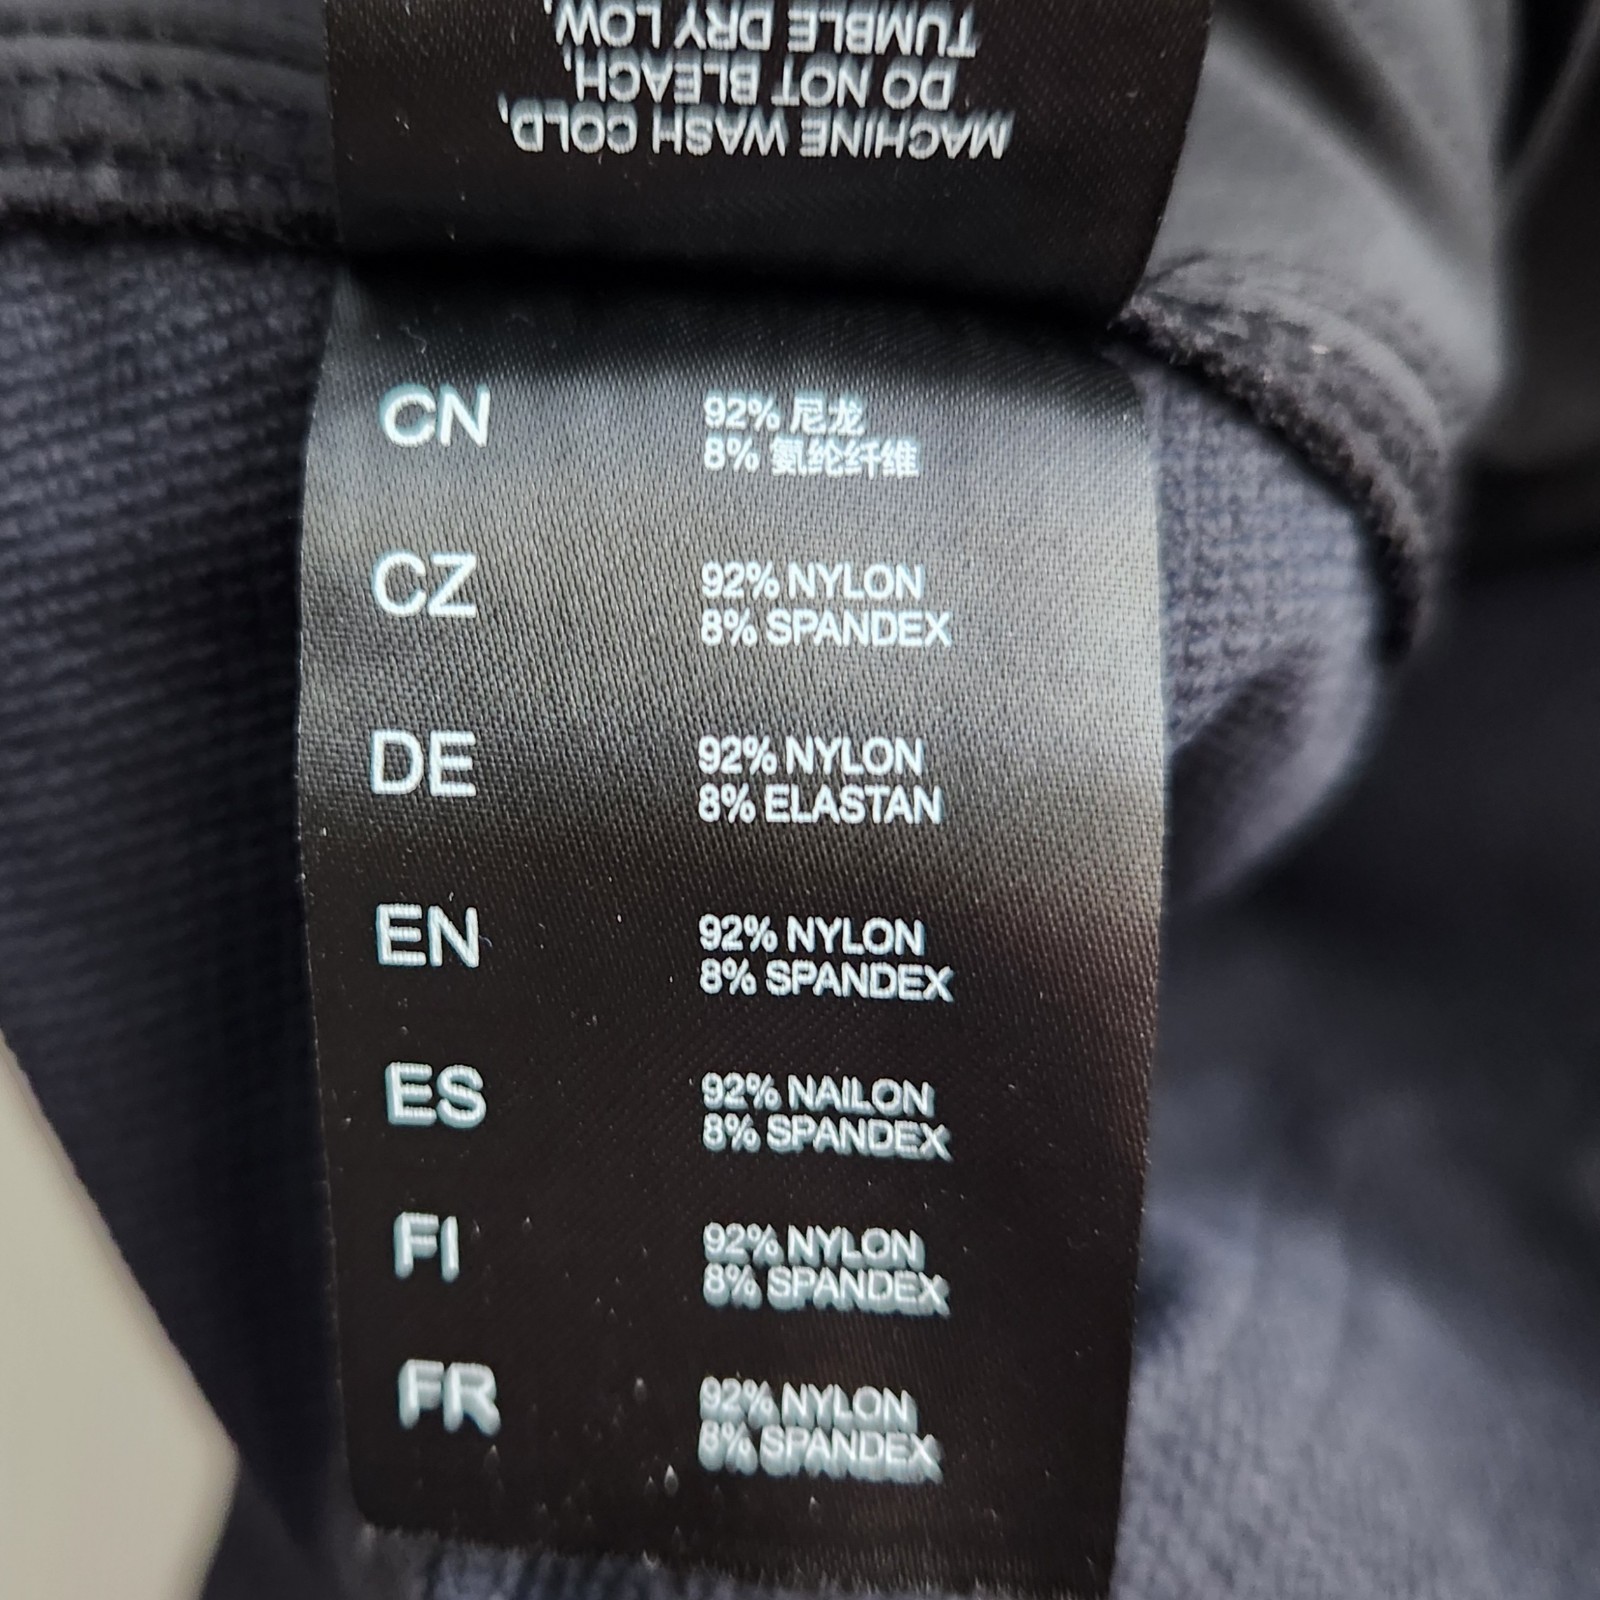 MACHINE WASH COLD,
DO NOT BLEACH,
TUMBLE DRY LOW,
CN 92% 尼龙
8% 氨纶纤维
CZ 92% NYLON
8% SPANDEX
DE 92% NYLON
8% ELASTAN
EN 92% NYLON
8% SPANDEX
ES 92% NAILON
8% SPANDEX
FI 92% NYLON
8% SPANDEX
FR 92% NYLON
8% SPANDEX